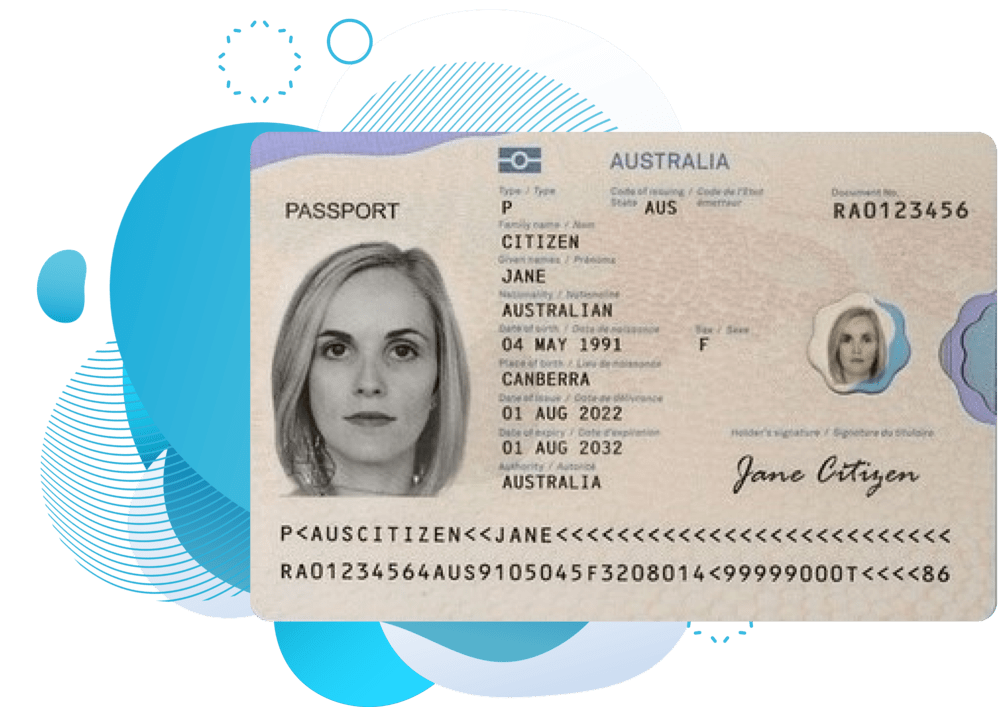 AUSTRALIA
PASSPORT
Type / Type
P
Code of issuing / Code de l'Etat
State AUS émetteur
Document No.
RA0123456
Family name / Nom
CITIZEN
Given names / Prénoms
JANE
Nationality / Nationalité
AUSTRALIAN
Date of birth / Date de naissance
04 MAY 1991
Sex / Sexe
F
Place of birth / Lieu de naissance
CANBERRA
Date of issue / Date de délivrance
01 AUG 2022
Date of expiry / Date d'expiration
01 AUG 2032
Authority / Autorité
AUSTRALIA
Holder's signature / Signature du titulaire
Jane Citizen
P<AUSCITIZEN<<JANE<<<<<<<<<<<<<<<<<<<<<<<<<<
RA01234564AUS9105045F3208014<99999000T<<<<86